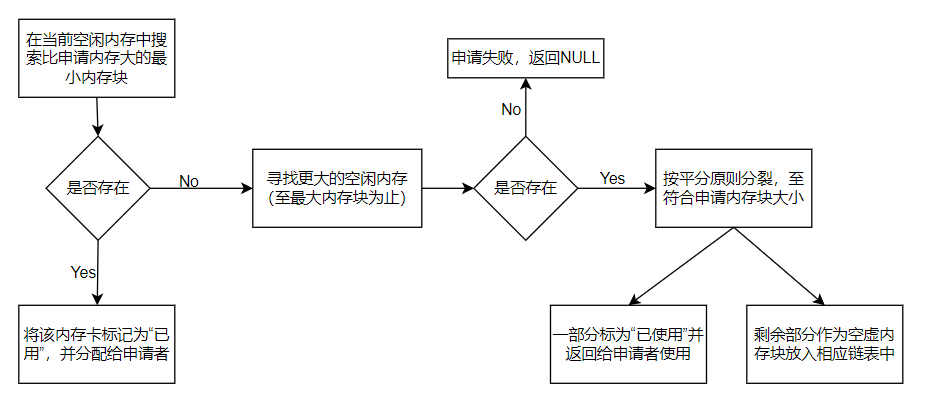 在当前空闲内存中搜
索比申请内存大的最
小内存块
是否存在
No
Yes
将该内存卡标记为“已
用”，并分配给申请者
寻找更大的空闲内存
（至最大内存块为止）
申请失败，返回NULL
No
是否存在
Yes
按平分原则分裂，至
符合申请内存块大小
一部分标为“已使用”并
返回给申请者使用
剩余部分作为空虚内
存块放入相应链表中